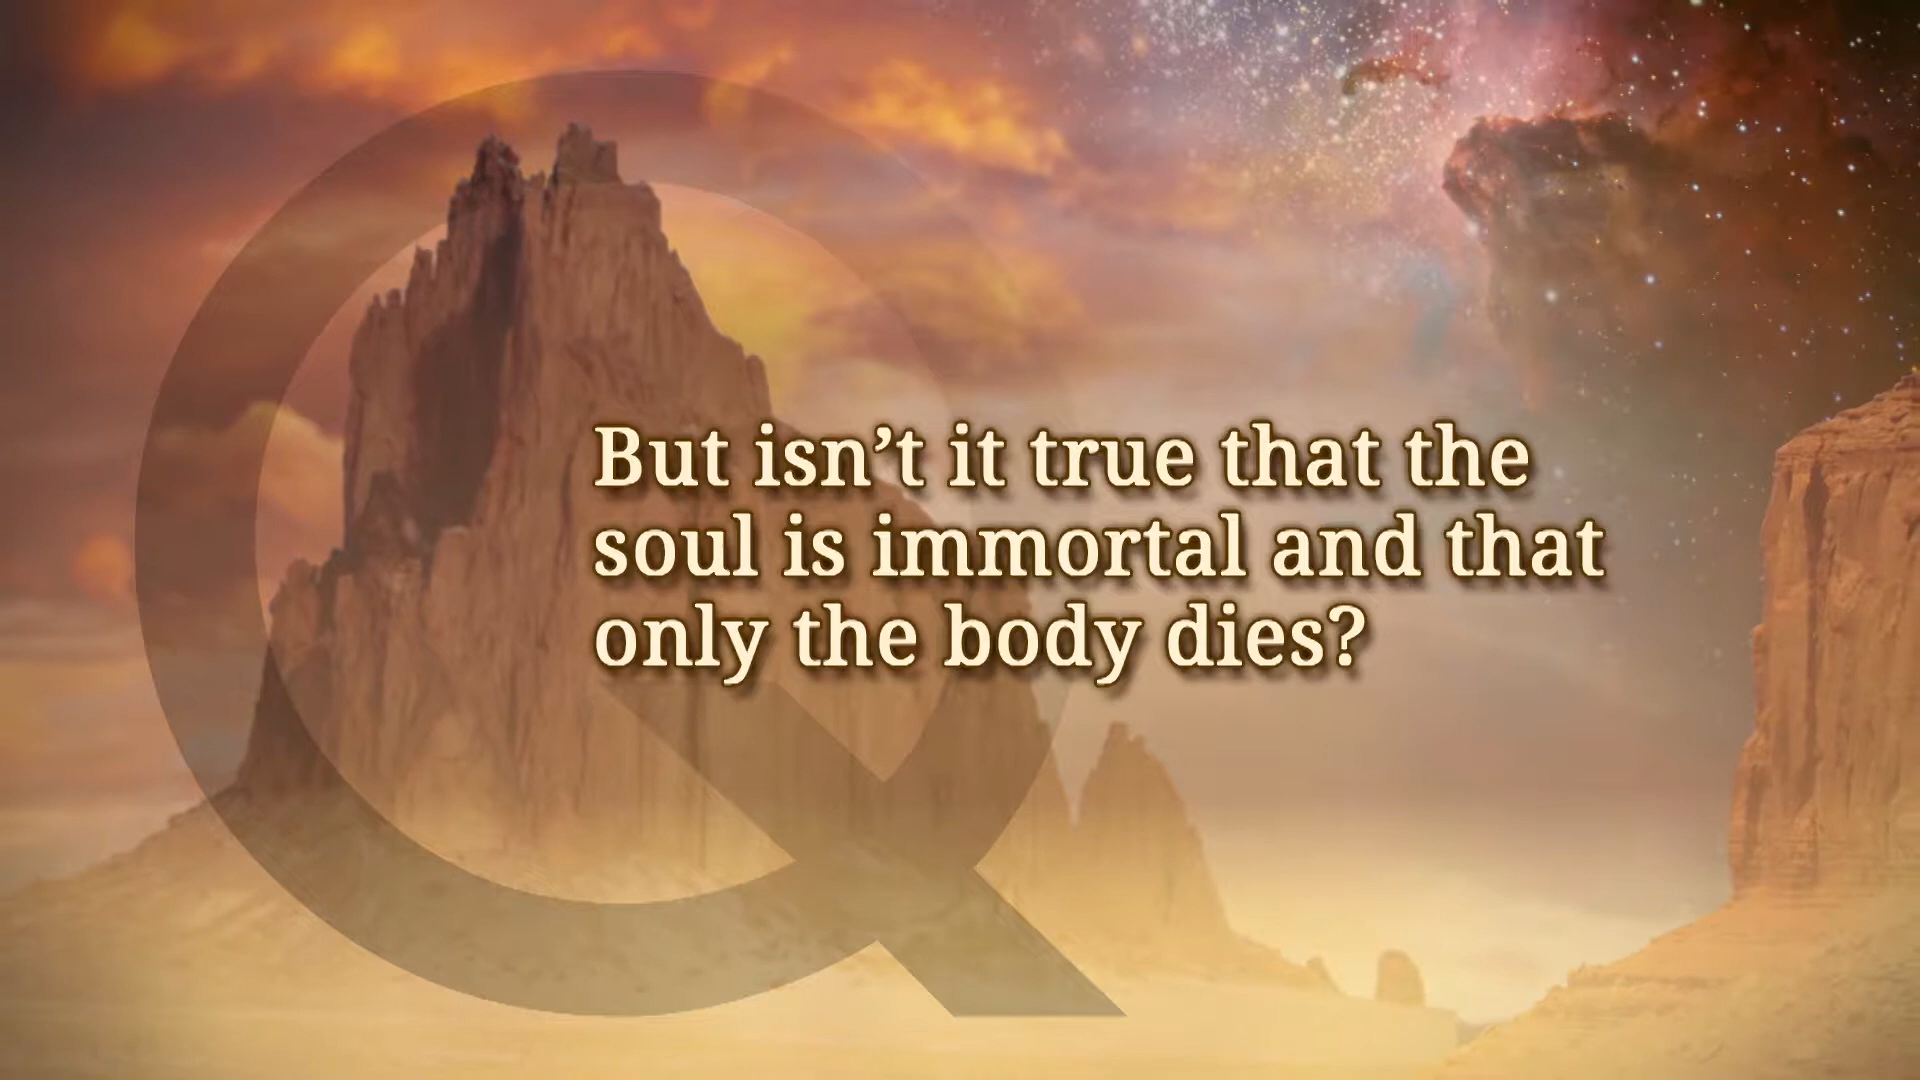 Q
But isn’t it true that the
soul is immortal and that
only the body dies?